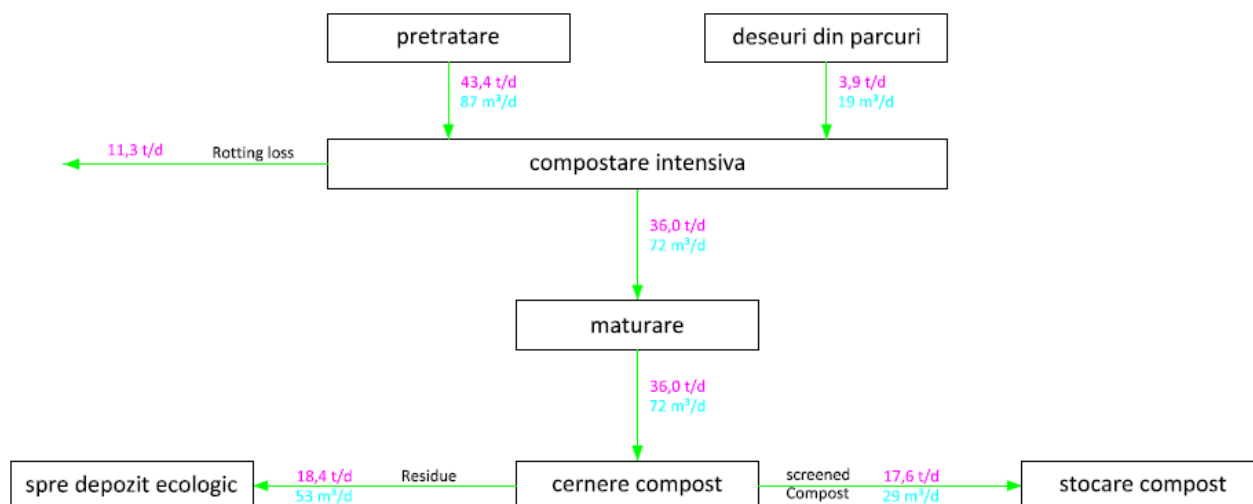 pretratare
deseuri din parcuri
43,4 t/d
87 m³/d
3,9 t/d
19 m³/d
11,3 t/d
Rotting loss
compostare intensiva
36,0 t/d
72 m³/d
maturare
36,0 t/d
72 m³/d
spre depozit ecologic
18,4 t/d
53 m³/d
Residue
cernere compost
screened
Compost
17,6 t/d
29 m³/d
stocare compost